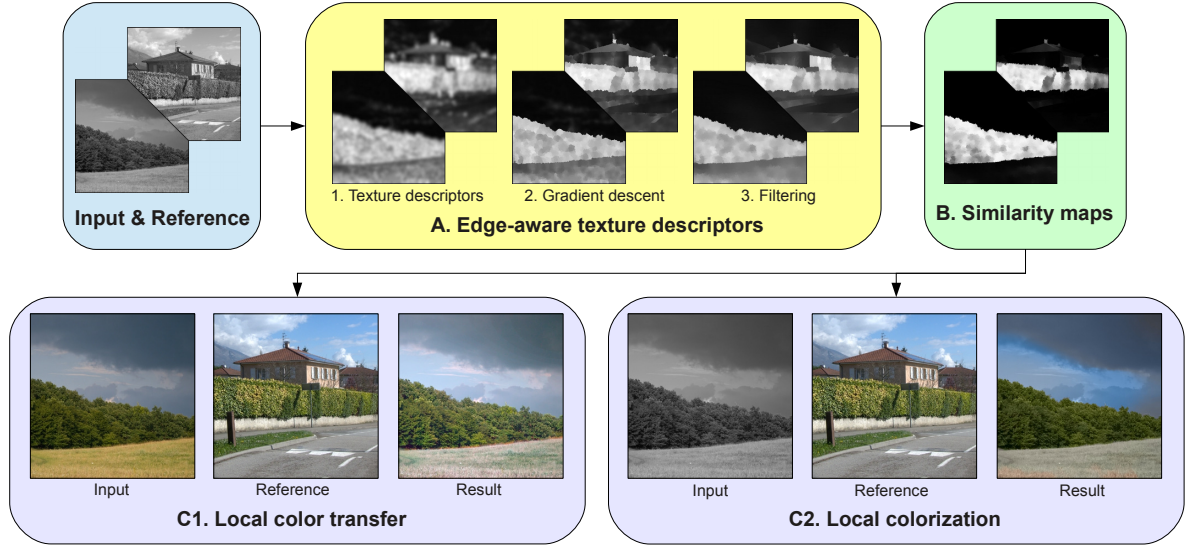 Input & Reference
1. Texture descriptors
2. Gradient descent
3. Filtering
A. Edge-aware texture descriptors
B. Similarity maps
Input
Reference
Result
C1. Local color transfer
Input
Reference
Result
C2. Local colorization